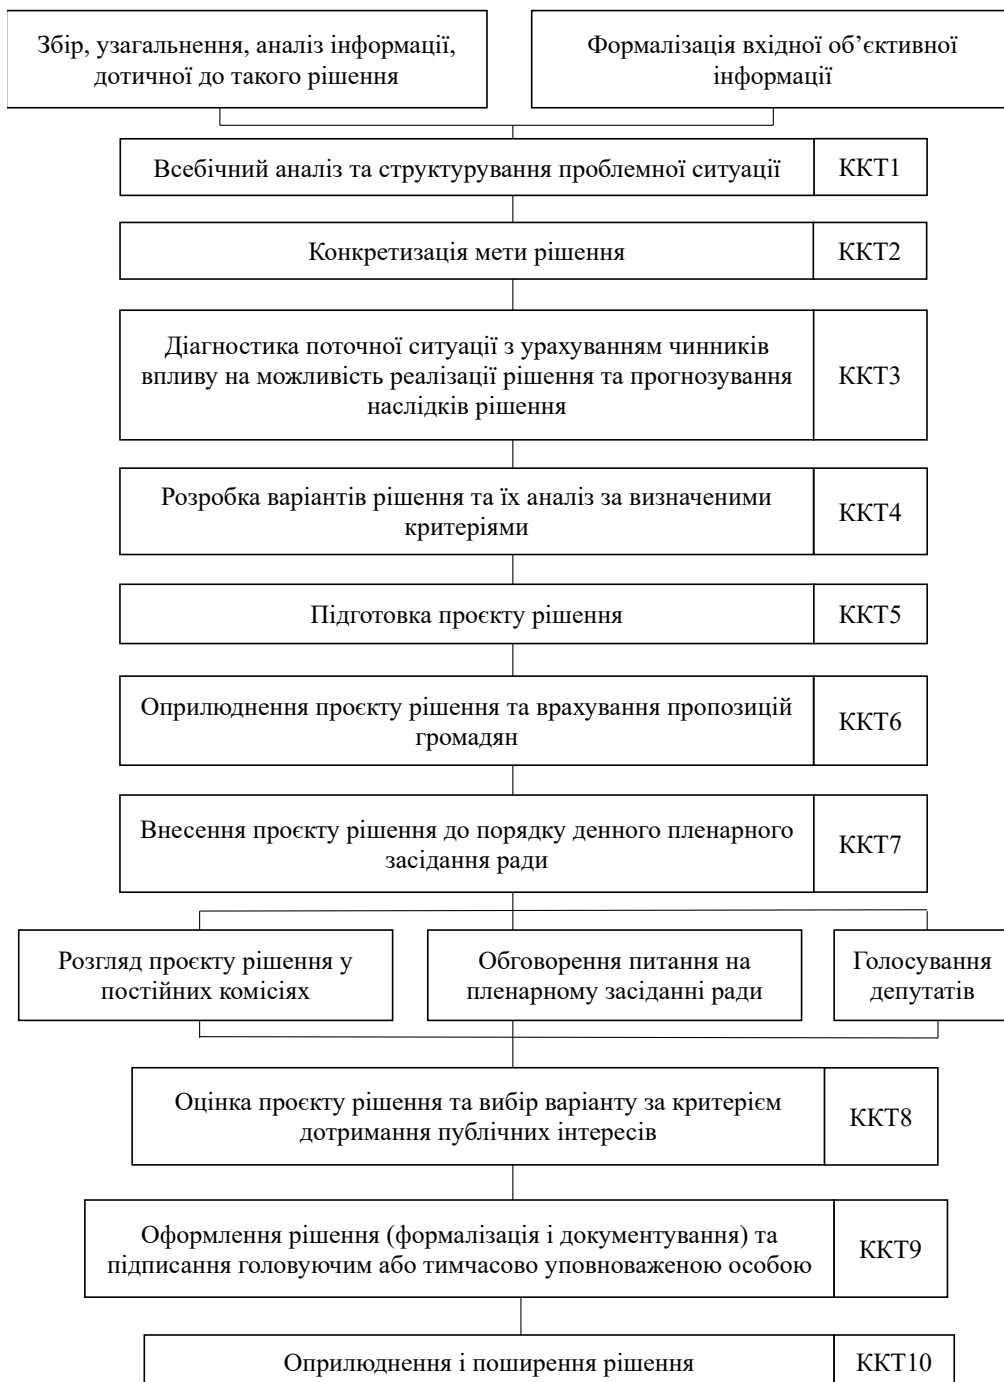 Збір, узагальнення, аналіз інформації,
дотичної до такого рішення
Формалізація вхідної об’єктивної
інформації
Всебічний аналіз та структурування проблемної ситуації
ККТ1
Конкретизація мети рішення
ККТ2
Діагностика поточної ситуації з урахуванням чинників
впливу на можливість реалізації рішення та прогнозування
наслідків рішення
ККТ3
Розробка варіантів рішення та їх аналіз за визначеними
критеріями
ККТ4
Підготовка проєкту рішення
ККТ5
Оприлюднення проєкту рішення та врахування пропозицій
громадян
ККТ6
Внесення проєкту рішення до порядку денного пленарного
засідання ради
ККТ7
Розгляд проєкту рішення у
постійних комісіях
Обговорення питання на
пленарному засіданні ради
Голосування
депутатів
Оцінка проєкту рішення та вибір варіанту за критерієм
дотримання публічних інтересів
ККТ8
Оформлення рішення (формалізація і документування) та
підписання головуючим або тимчасово уповноваженою особою
ККТ9
Оприлюднення і поширення рішення
ККТ10